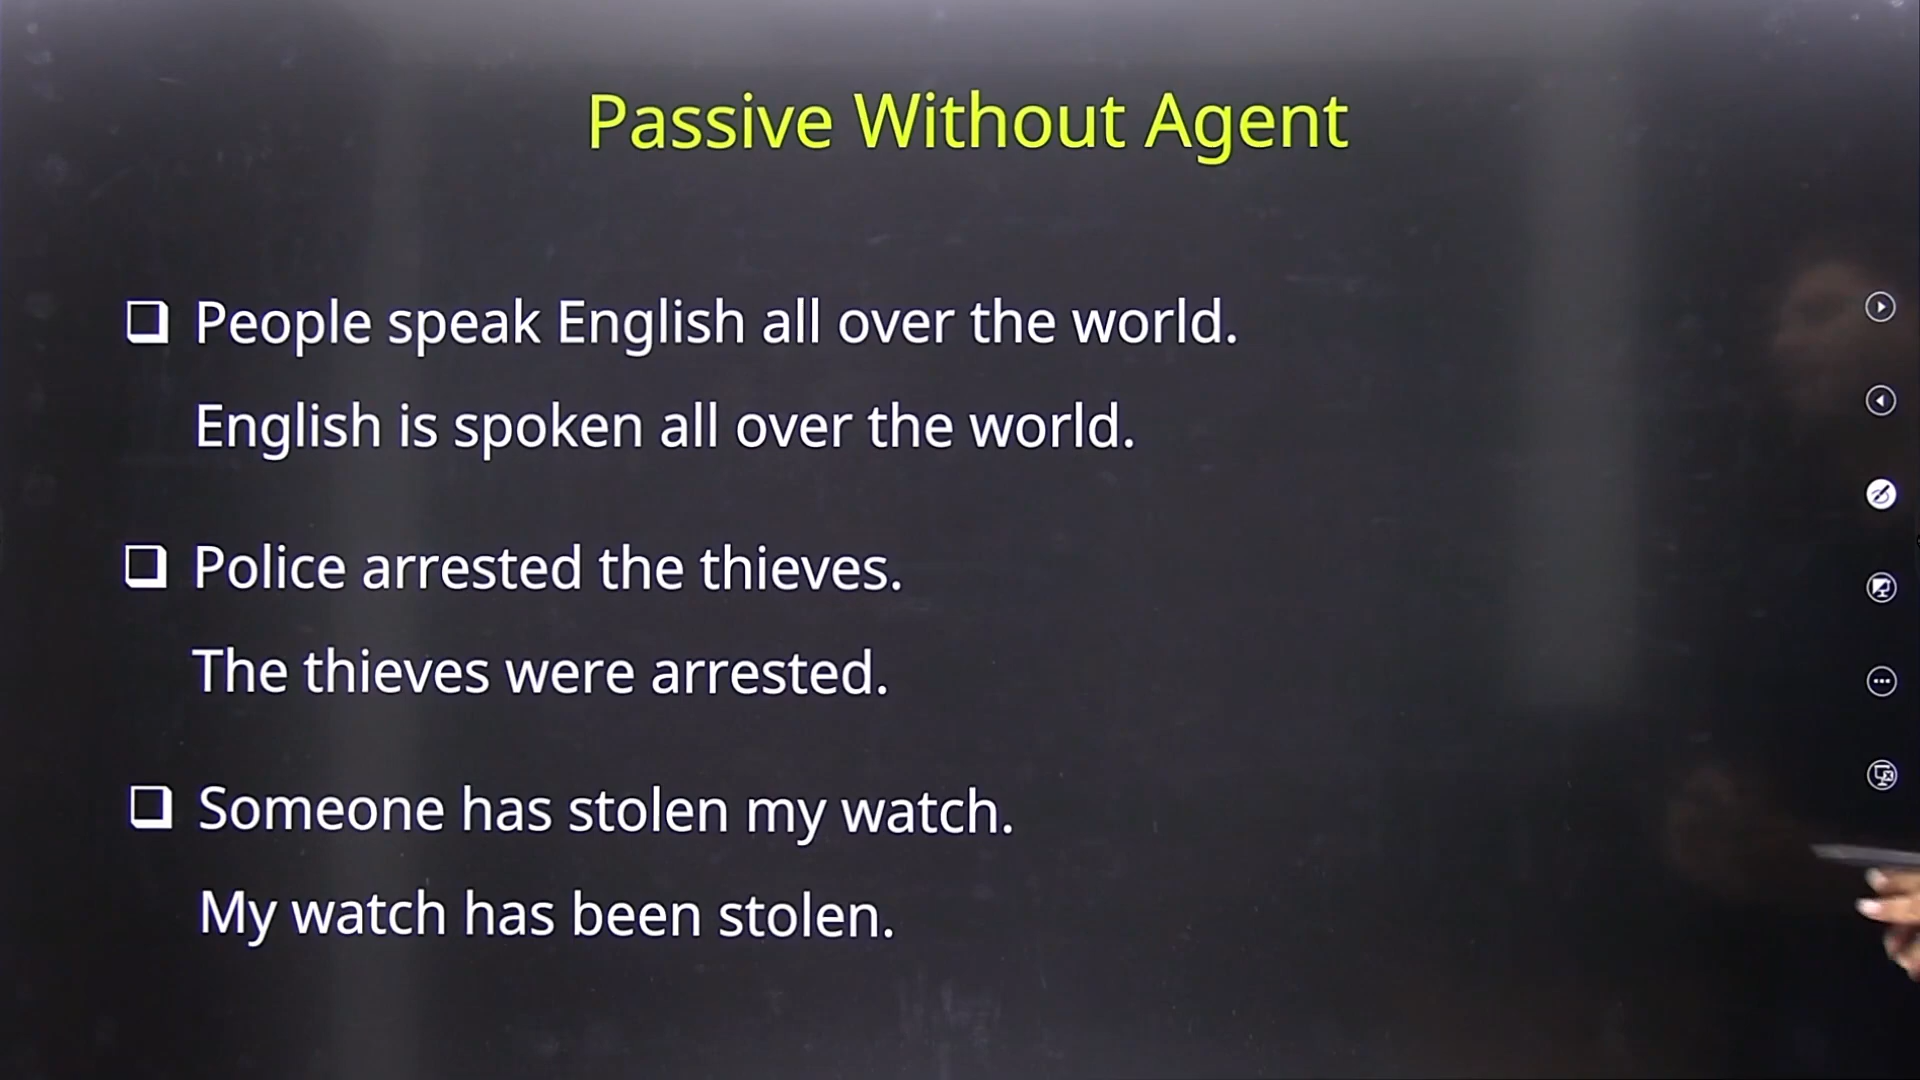 Passive Without Agent
❑ People speak English all over the world.
English is spoken all over the world.
❑ Police arrested the thieves.
The thieves were arrested.
❑ Someone has stolen my watch.
My watch has been stolen.